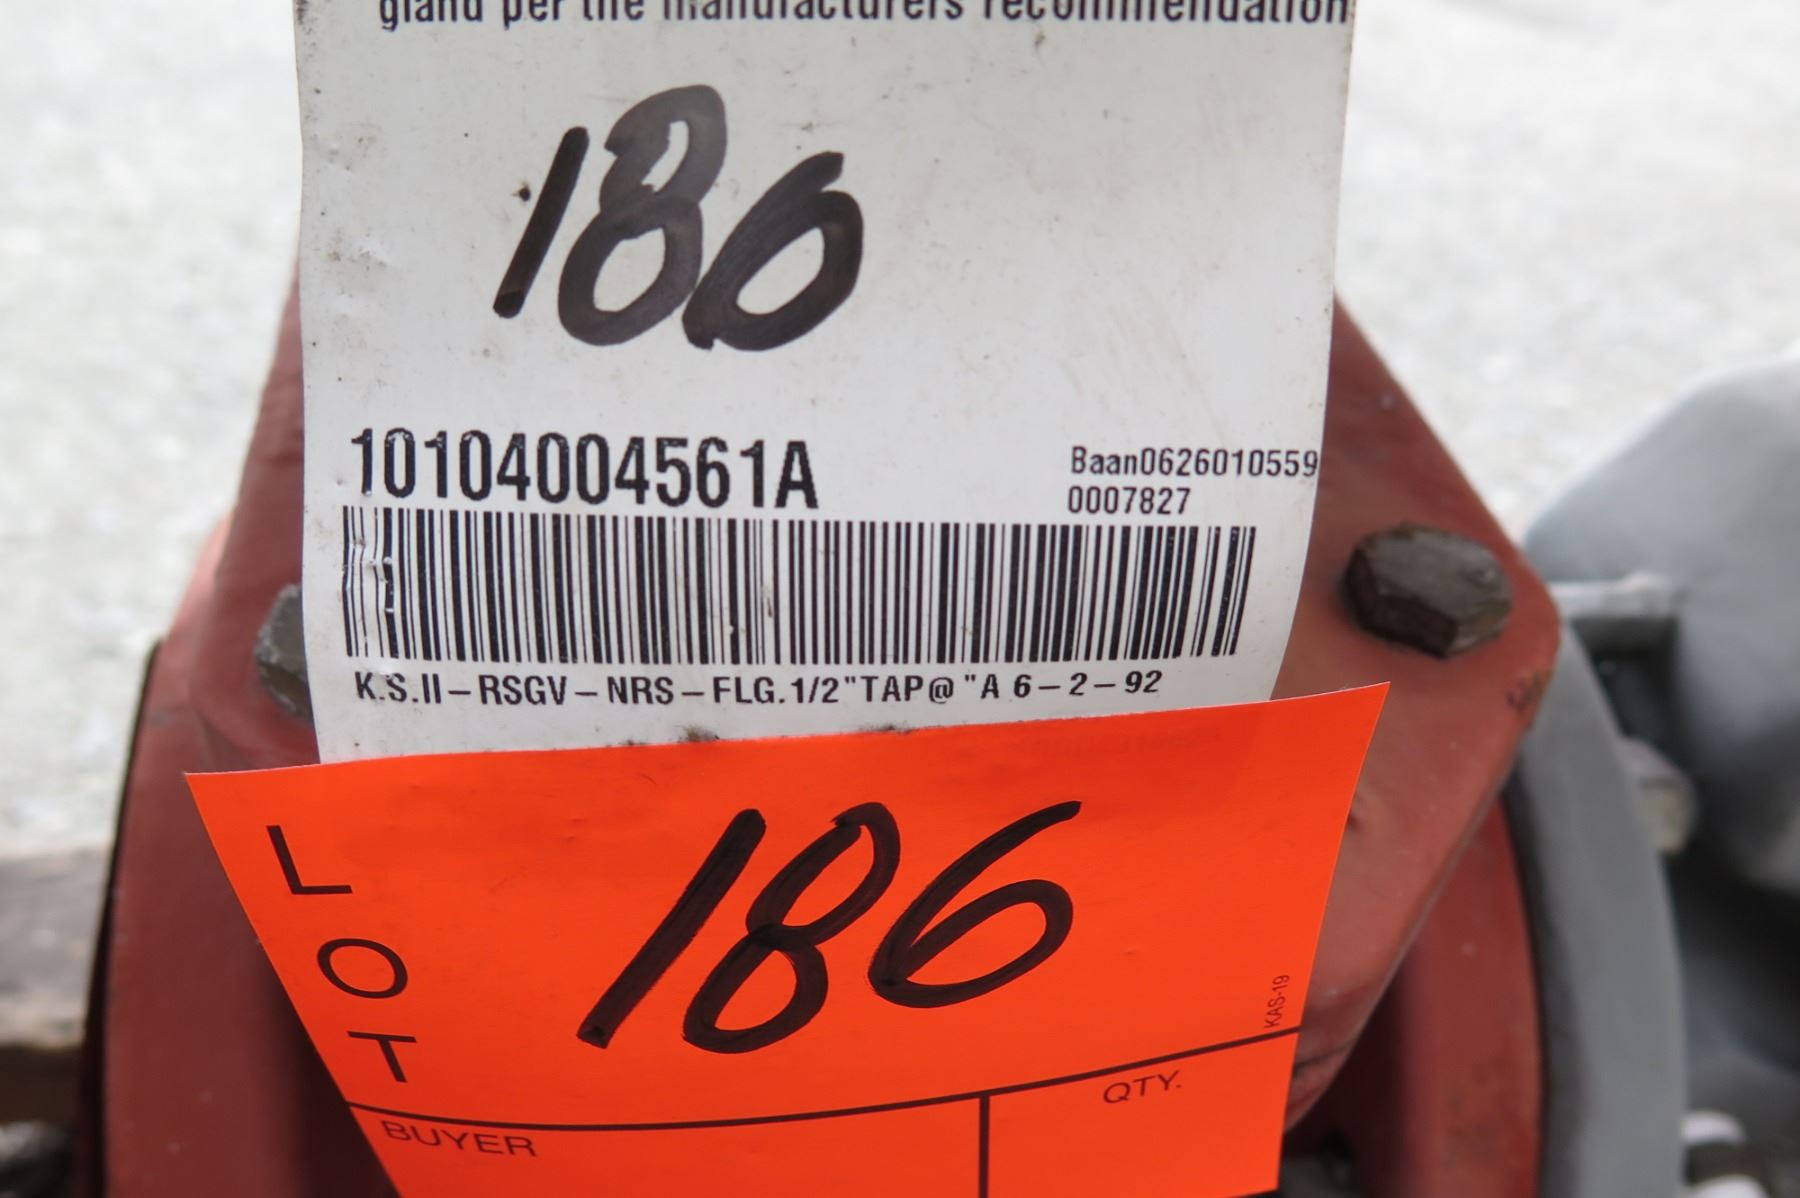 gland per the manufacturers recommendation
186
10104004561A
Baan0626010559
0007827
K.S.II-RSGV-NRS-FLG.1/2"TAP@"A 6-2-92
LOT
186
KAS-19
BUYER
QTY.